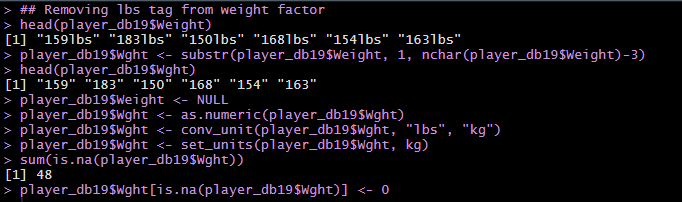 > ## Removing lbs tag from weight factor
> head(player_db19$Weight)
[1] "159lbs" "183lbs" "150lbs" "168lbs" "154lbs" "163lbs"
> player_db19$Wght <- substr(player_db19$Weight, 1, nchar(player_db19$Weight)-3)
> head(player_db19$Wght)
[1] "159" "183" "150" "168" "154" "163"
> player_db19$Weight <- NULL
> player_db19$Wght <- as.numeric(player_db19$Wght)
> player_db19$Wght <- conv_unit(player_db19$Wght, "lbs", "kg")
> player_db19$Wght <- set_units(player_db19$Wght, kg)
> sum(is.na(player_db19$Wght))
[1] 48
> player_db19$Wght[is.na(player_db19$Wght)] <- 0